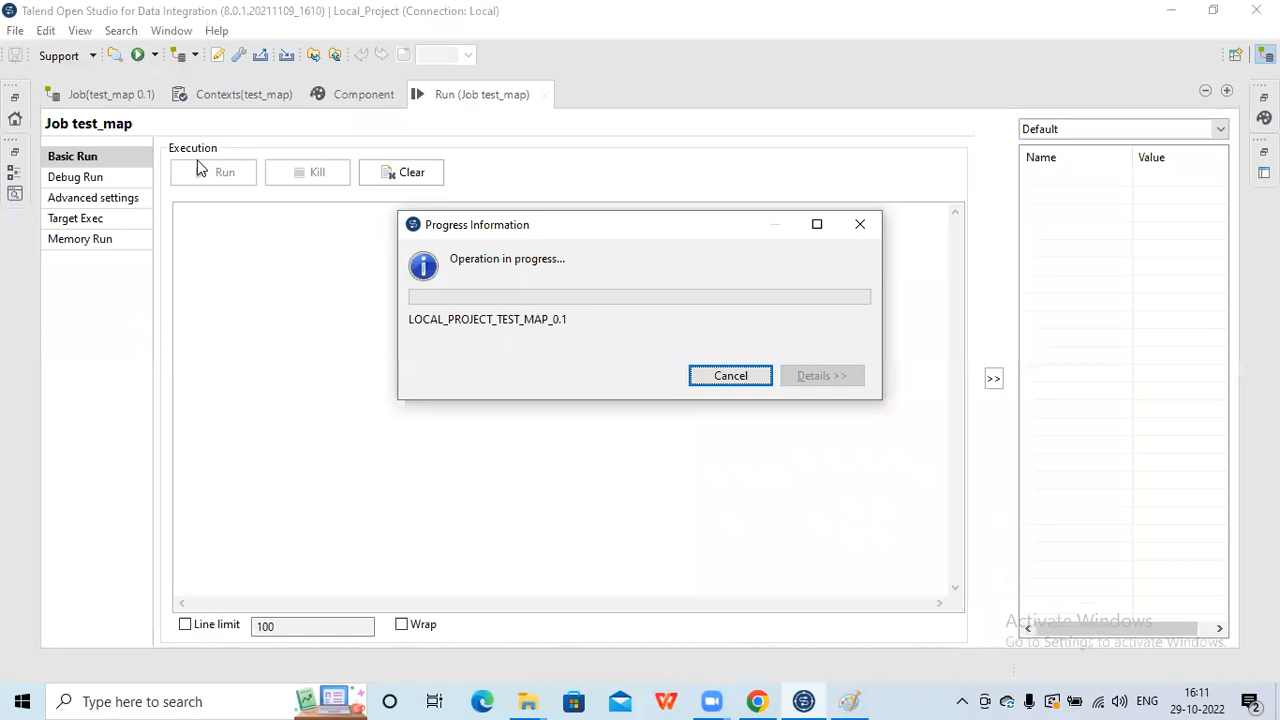 Talend Open Studio for Data Integration (8.0.1.20211109_1610) | Local_Project (Connection: Local)
File Edit View Search Window Help
Support
Job(test_map 0.1) Contexts(test_map) Component Run (Job test_map)
Job test_map
Default
Execution
Basic Run
Name Value
Run Kill Clear
Debug Run
Advanced settings
Target Exec
Memory Run
Progress Information
Operation in progress...
LOCAL_PROJECT_TEST_MAP_0.1
Cancel Details >>
>>
Line limit 100 Wrap
Activate Windows
Go to Settings to activate Windows.
Type here to search
ENG
16:11
29-10-2022
2